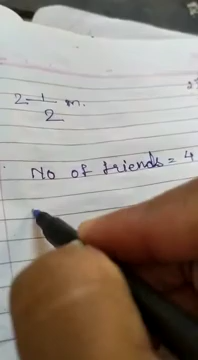 2 1/2 m.
No of friends = 4